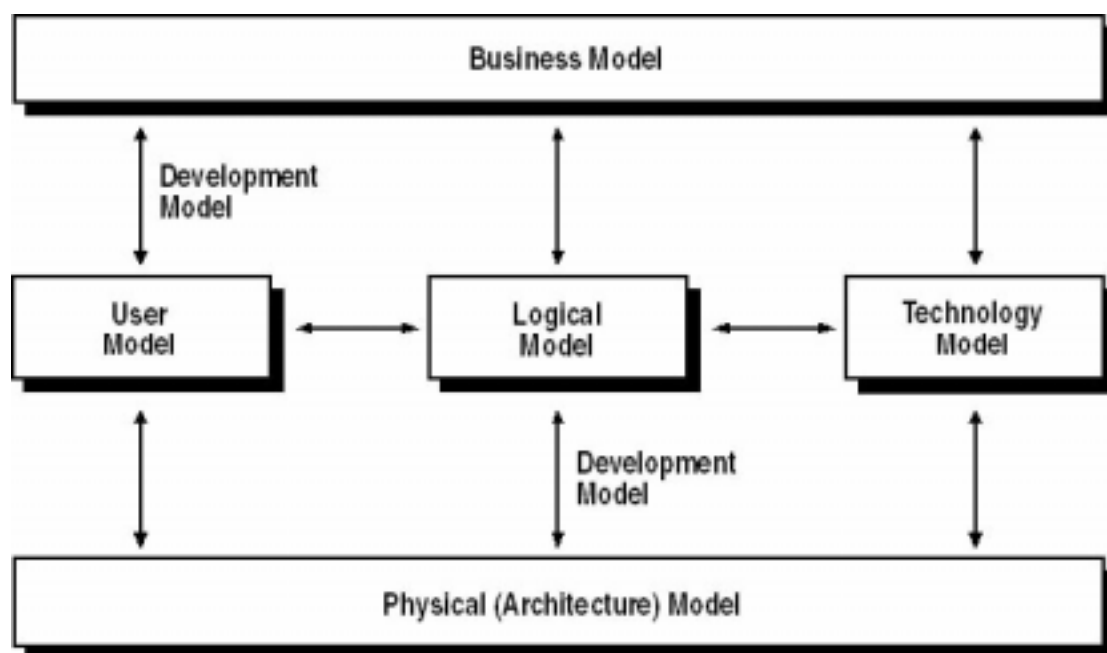 Business Model
Development
Model
User
Model
Logical
Model
Technology
Model
Development
Model
Physical (Architecture) Model